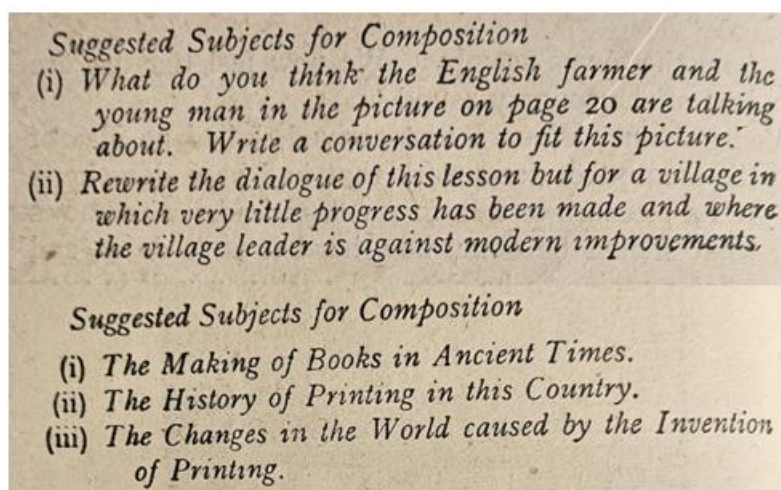 Suggested Subjects for Composition
(i) What do you think the English farmer and the
young man in the picture on page 20 are talking
about. Write a conversation to fit this picture.
(ii) Rewrite the dialogue of this lesson but for a village in
which very little progress has been made and where
the village leader is against modern improvements.
Suggested Subjects for Composition
(i) The Making of Books in Ancient Times.
(ii) The History of Printing in this Country.
(iii) The Changes in the World caused by the Invention
of Printing.